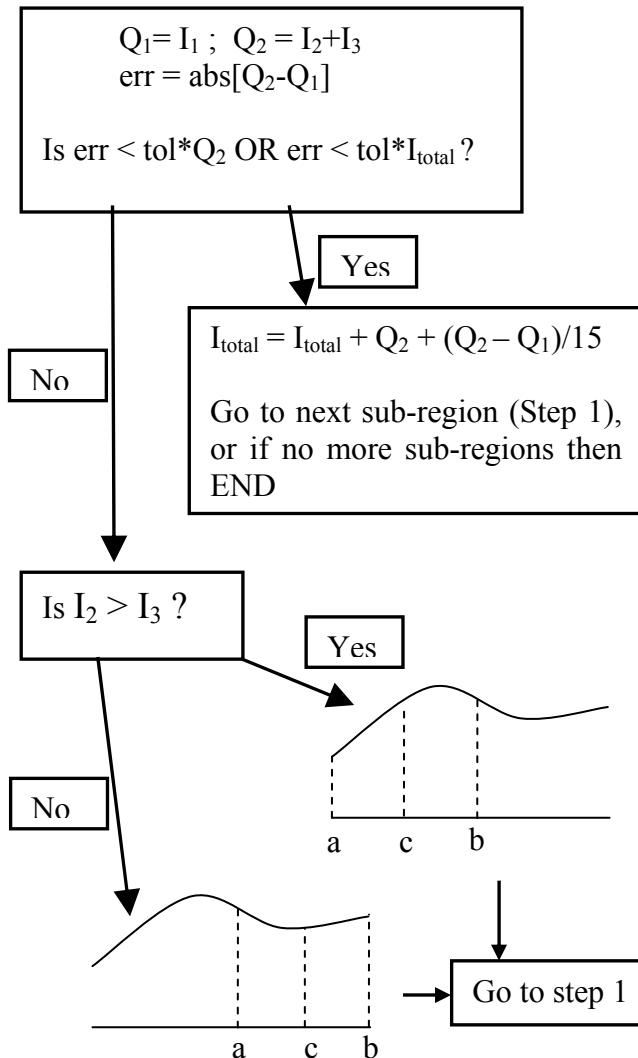 Q₁= I₁ ; Q₂ = I₂+I₃
err = abs[Q₂-Q₁]
Is err < tol*Q₂ OR err < tol*Iₜₒₜₐₗ ?
Yes
No
Iₜₒₜₐₗ = Iₜₒₜₐₗ + Q₂ + (Q₂ – Q₁)/15
Go to next sub-region (Step 1),
or if no more sub-regions then
END
Is I₂ > I₃ ?
Yes
No
a c b
a c b
Go to step 1